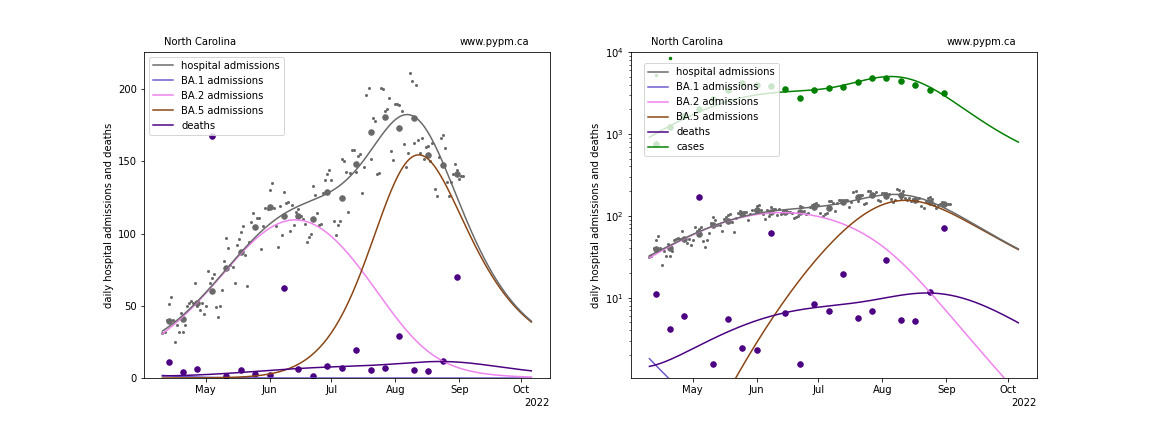 North Carolina www.pypm.ca
hospital admissions
BA.1 admissions
BA.2 admissions
BA.5 admissions
deaths
daily hospital admissions and deaths
200
150
100
50
0
May Jun Jul Aug Sep Oct
2022
North Carolina www.pypm.ca
hospital admissions
BA.1 admissions
BA.2 admissions
BA.5 admissions
deaths
cases
daily hospital admissions and deaths
10⁴
10³
10²
10¹
May Jun Jul Aug Sep Oct
2022